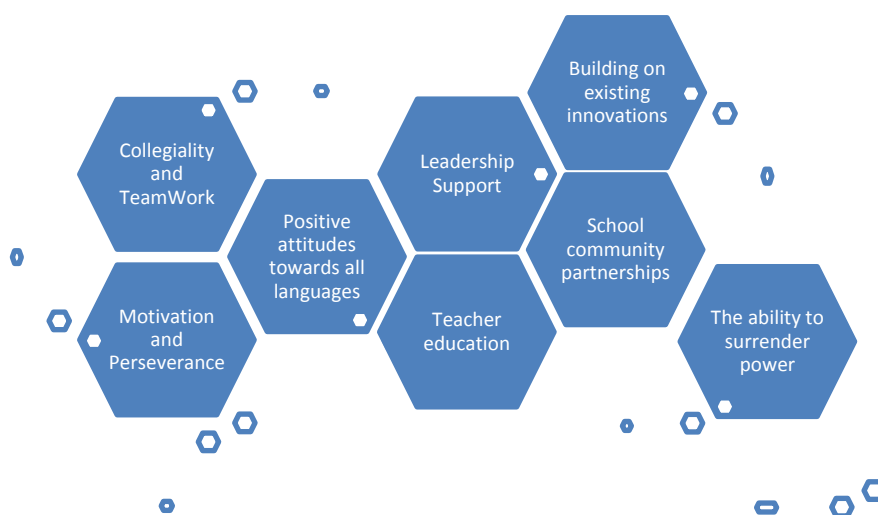 Collegiality
and
TeamWork
Motivation
and
Perseverance
Positive
attitudes
towards all
languages
Leadership
Support
Teacher
education
Building on
existing
innovations
School
community
partnerships
The ability to
surrender
power